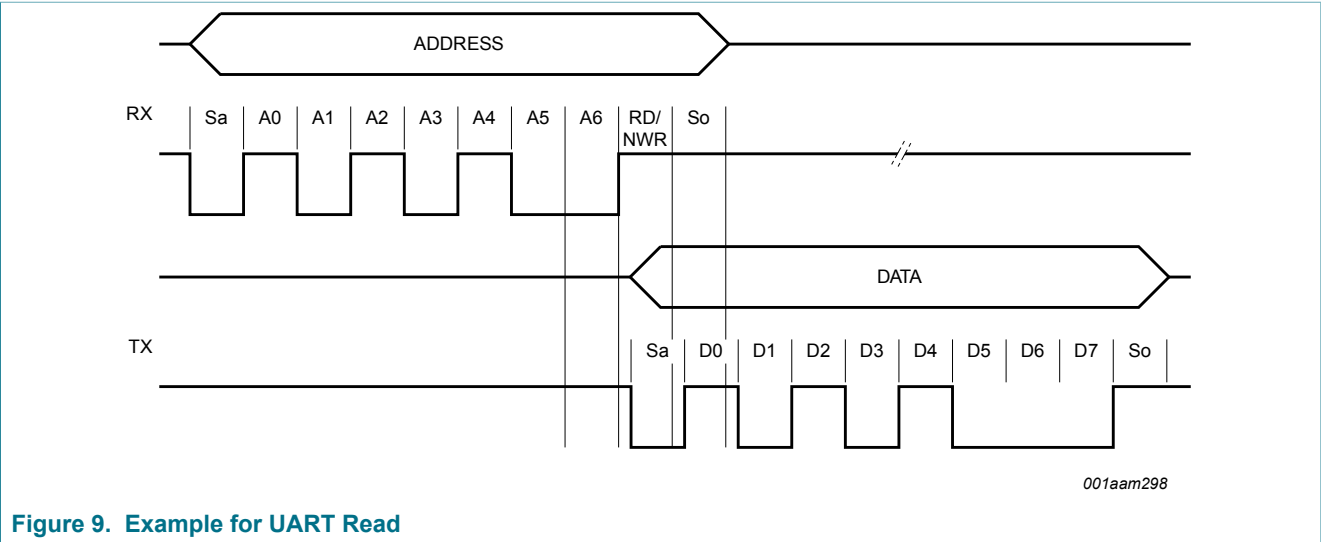 ADDRESS
RX Sa A0 A1 A2 A3 A4 A5 A6 RD/ So
NWR
DATA
TX Sa D0 D1 D2 D3 D4 D5 D6 D7 So
001aam298
Figure 9. Example for UART Read